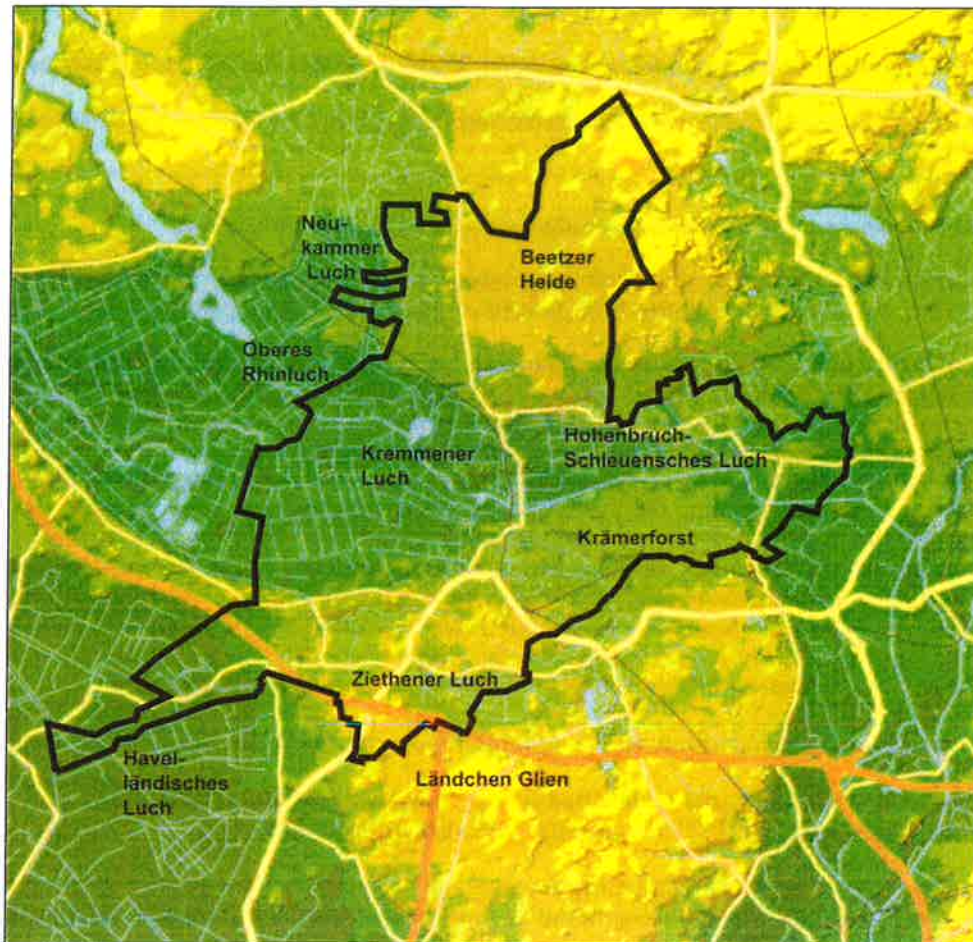 Neu-
kammer
Luch
Beetzer
Heide
Oberes
Rhinluch
Kremmener
Luch
Hohenbruch-
Schleuensches Luch
Krämerforst
Ziethener Luch
Havel-
ländisches
Luch
Ländchen Glien